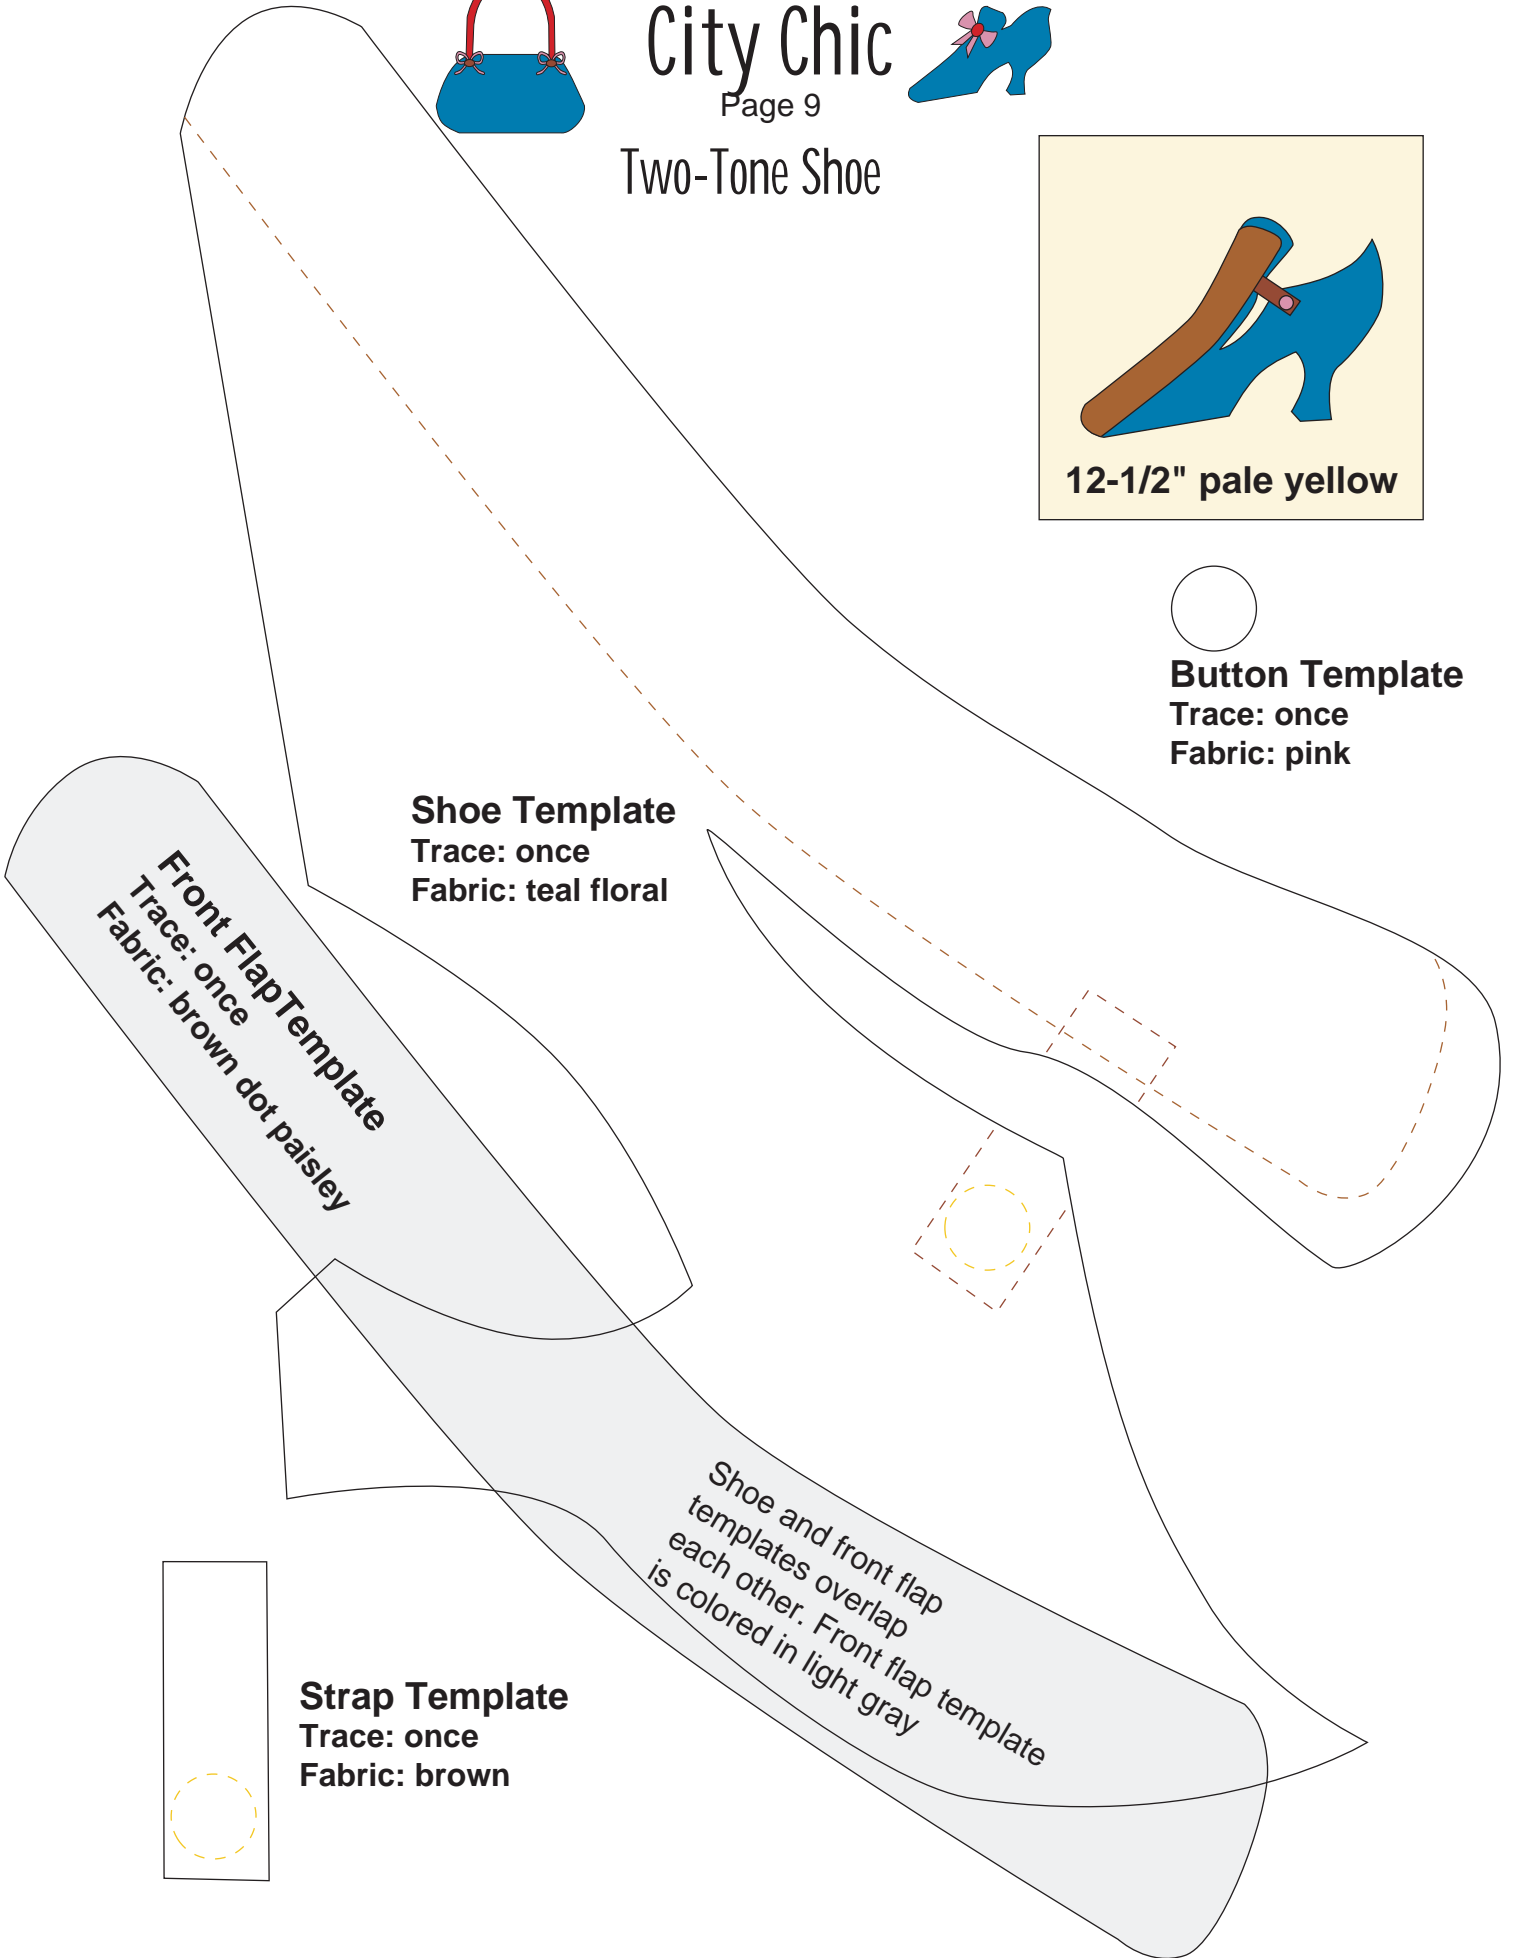 City Chic
Page 9
Two-Tone Shoe
12-1/2" pale yellow
Button Template
Trace: once
Fabric: pink
Shoe Template
Trace: once
Fabric: teal floral
Front FlapTemplate
Trace: once
Fabric: brown dot paisley
Shoe and front flap
templates overlap
each other. Front flap template
is colored in light gray
Strap Template
Trace: once
Fabric: brown